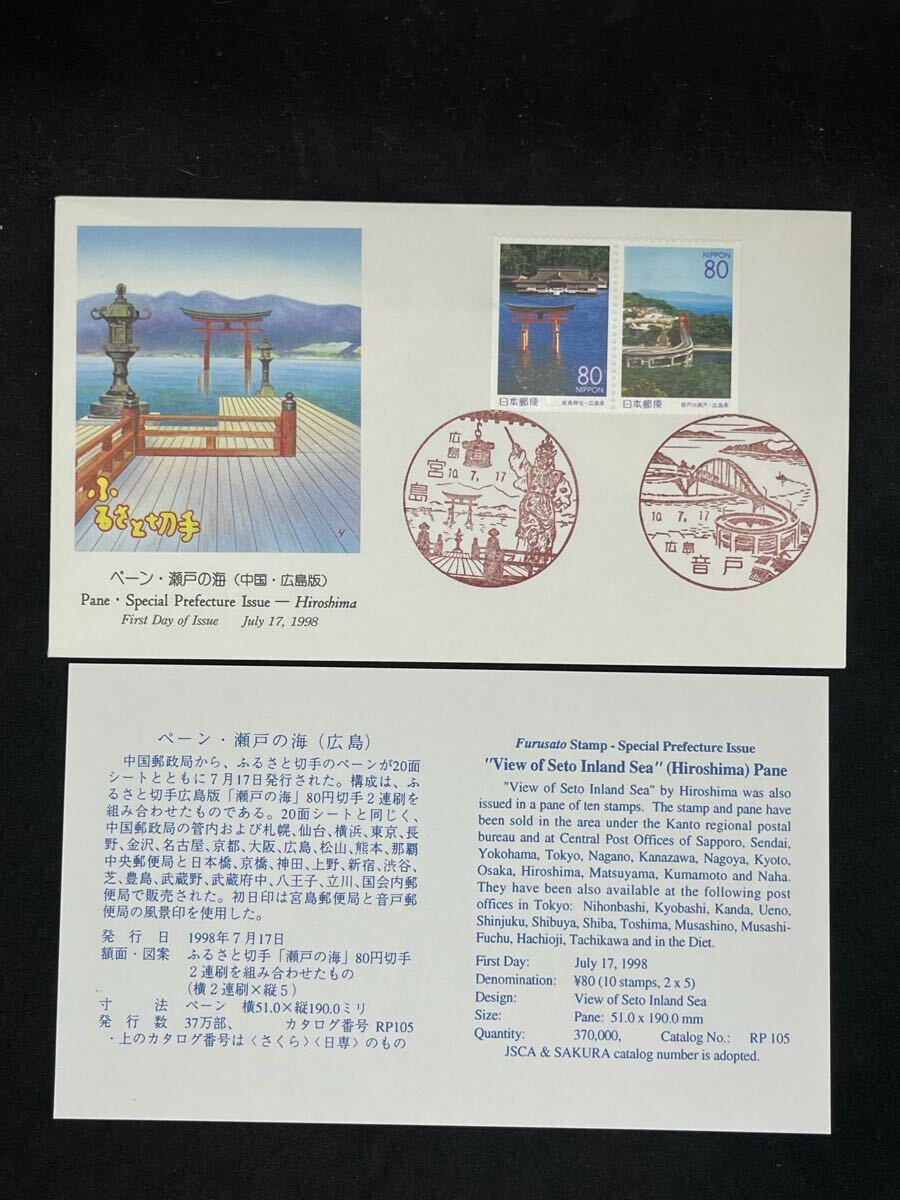 ふるさと切手
ペーン・瀬戸の海（中国・広島版）
Pane・Special Prefecture Issue — Hiroshima
First Day of Issue July 17, 1998
80
NIPPON
日本郵便 厳島神社・広島県
NIPPON
80
日本郵便 音戸の瀬戸・広島県
広島
宮島
10.7.17
10.7.17
広島
音戸
ペーン・瀬戸の海（広島）
中国郵政局から、ふるさと切手のペーンが20面
シートとともに７月17日発行された。構成は、ふ
るさと切手広島版「瀬戸の海」80円切手２連刷を
組み合わせたものである。20面シートと同じく、
中国郵政局の管内および札幌、仙台、横浜、東京、長
野、金沢、名古屋、京都、大阪、広島、松山、熊本、那覇
中央郵便局と日本橋、京橋、神田、上野、新宿、渋谷、
芝、豊島、武蔵野、武蔵府中、八王子、立川、国会内郵
便局で販売された。初日印は宮島郵便局と音戸郵
便局の風景印を使用した。
発行日 1998年７月17日
額面・図案 ふるさと切手「瀬戸の海」80円切手
２連刷を組み合わせたもの
（横２連刷×縦５）
寸法 ペーン 横51.0×縦190.0ミリ
発行数 37万部、 カタログ番号 RP105
・上のカタログ番号は〈さくら〉〈日専〉のもの
Furusato Stamp - Special Prefecture Issue
"View of Seto Inland Sea" (Hiroshima) Pane
"View of Seto Inland Sea" by Hiroshima was also
issued in a pane of ten stamps. The stamp and pane have
been sold in the area under the Kanto regional postal
bureau and at Central Post Offices of Sapporo, Sendai,
Yokohama, Tokyo, Nagano, Kanazawa, Nagoya, Kyoto,
Osaka, Hiroshima, Matsuyama, Kumamoto and Naha.
They have been also available at the following post
offices in Tokyo: Nihonbashi, Kyobashi, Kanda, Ueno,
Shinjuku, Shibuya, Shiba, Toshima, Musashino, Musashi-
Fuchu, Hachioji, Tachikawa and in the Diet.
First Day: July 17, 1998
Denomination: ¥80 (10 stamps, 2 x 5)
Design: View of Seto Inland Sea
Size: Pane: 51.0 x 190.0 mm
Quantity: 370,000, Catalog No.: RP 105
JSCA & SAKURA catalog number is adopted.